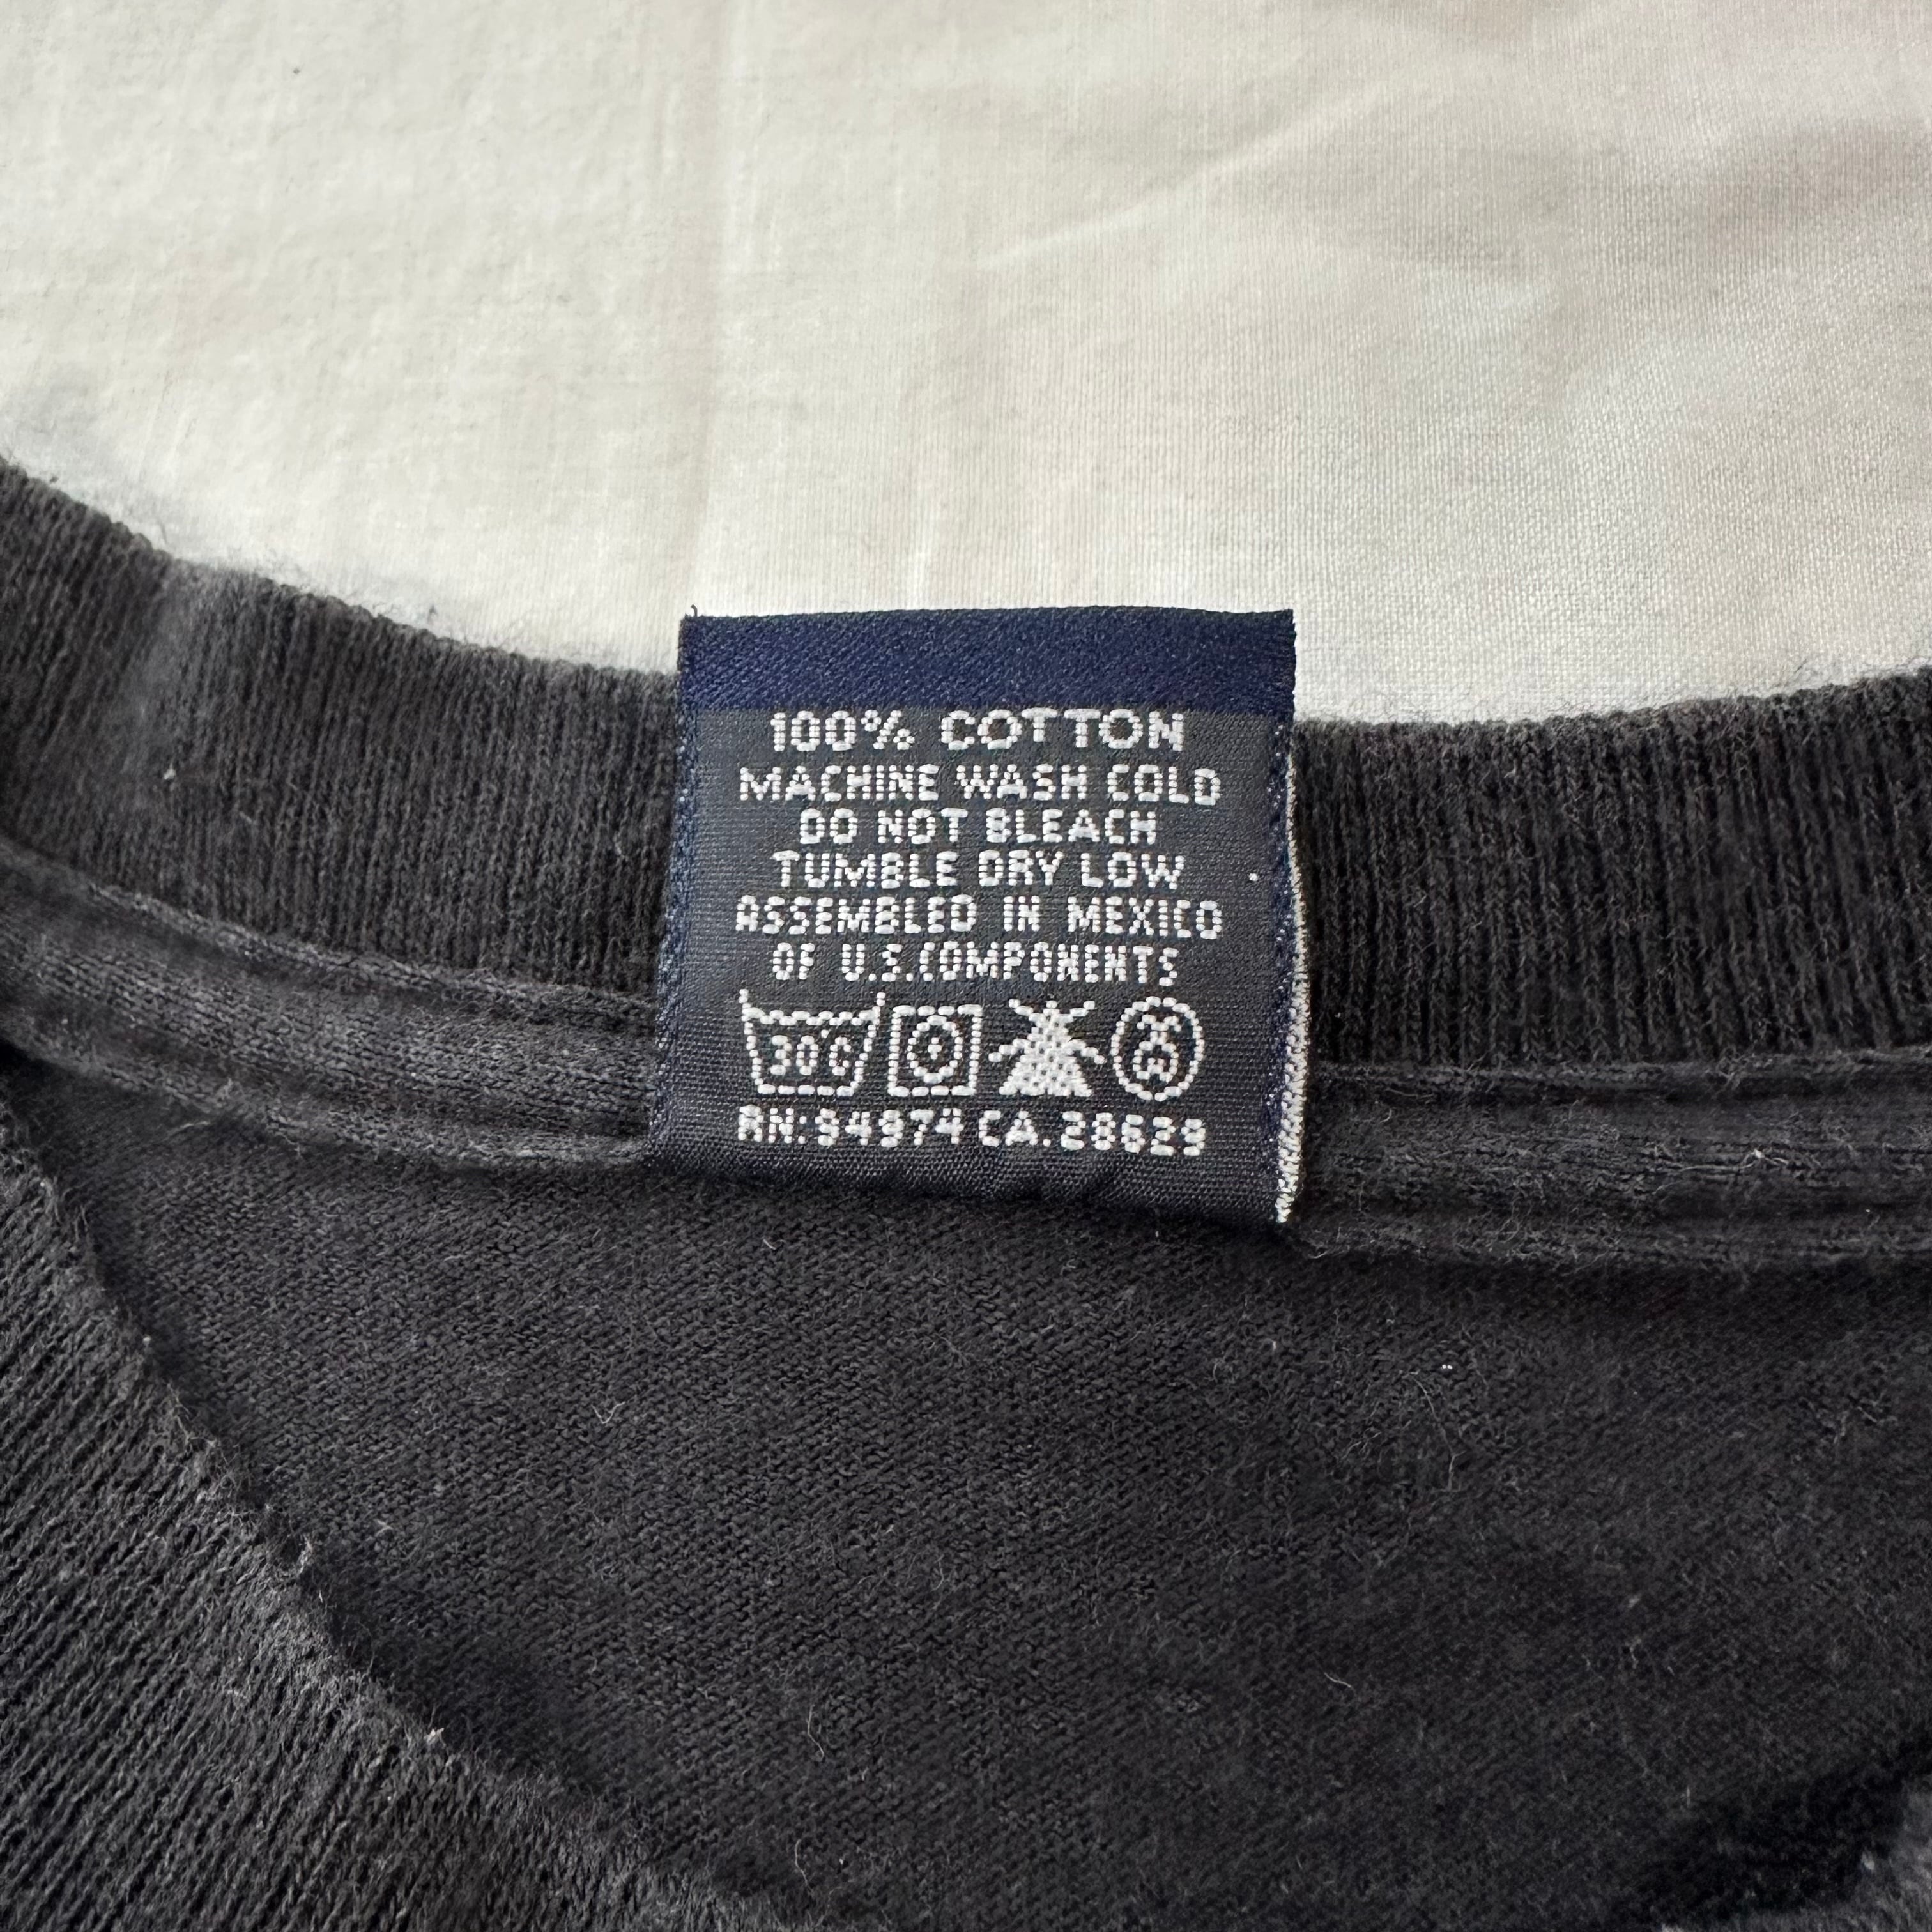 100% COTTON
MACHINE WASH COLD
DO NOT BLEACH
TUMBLE DRY LOW
ASSEMBLED IN MEXICO
OF U.S.COMPONENTS
30°C
RN:94974 CA.28629